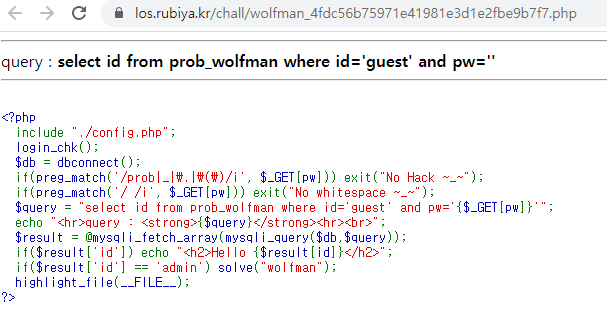 los.rubiya.kr/chall/wolfman_4fdc56b75971e41981e3d1e2fbe9b7f7.php
query : select id from prob_wolfman where id='guest' and pw=''
<?php
  include "./config.php";
  login_chk();
  $db = dbconnect();
  if(preg_match('/prob|_|₩.|₩(₩)/i', $_GET[pw])) exit("No Hack ~_~");
  if(preg_match('/ /i', $_GET[pw])) exit("No whitespace ~_~");
  $query = "select id from prob_wolfman where id='guest' and pw='{$_GET[pw]}'";
  echo "<hr>query : <strong>{$query}</strong><hr><br>";
  $result = @mysqli_fetch_array(mysqli_query($db,$query));
  if($result['id']) echo "<h2>Hello {$result[id]}</h2>";
  if($result['id'] == 'admin') solve("wolfman");
  highlight_file(__FILE__);
?>